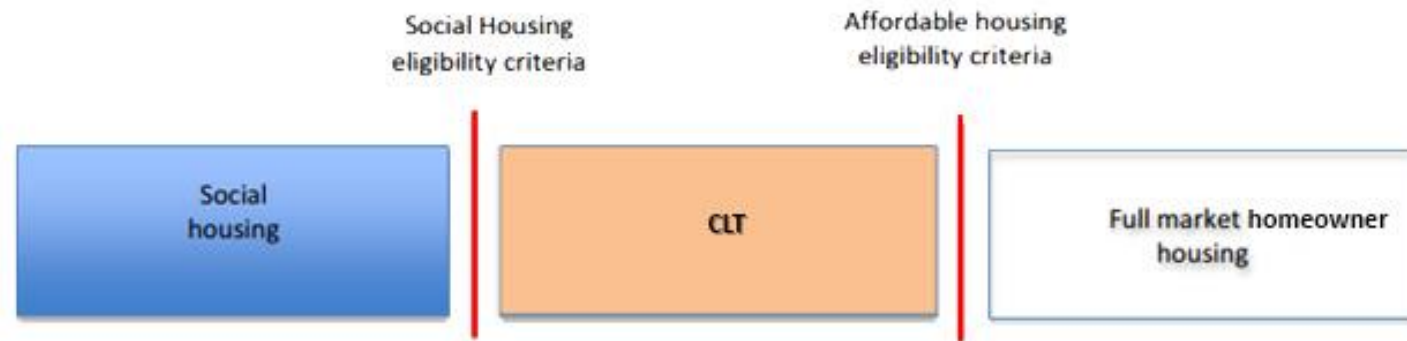 Social Housing
eligibility criteria
Affordable housing
eligibility criteria
Social
housing
CLT
Full market homeowner
housing